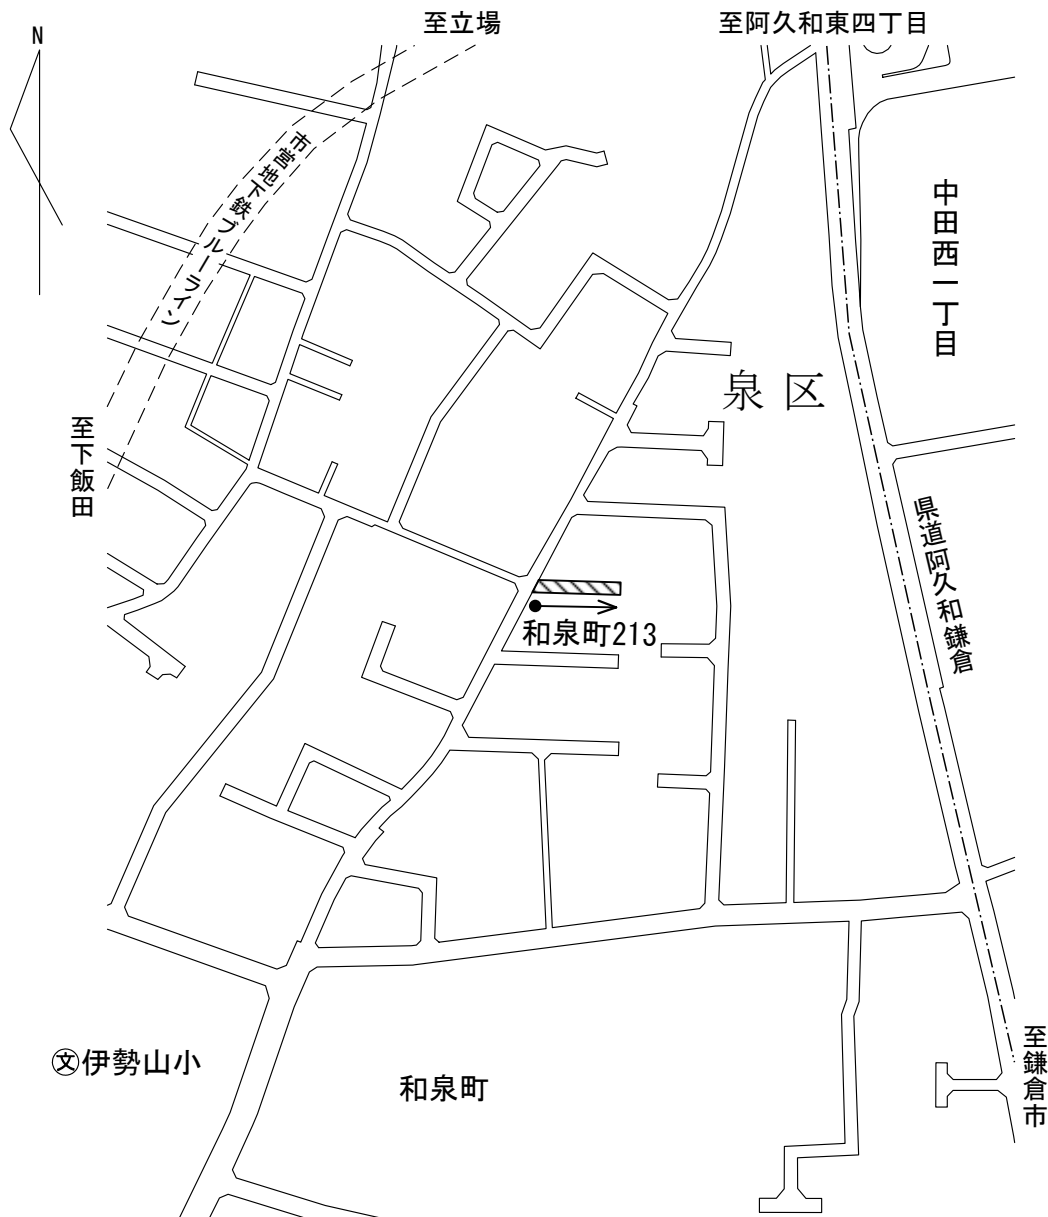 至立場
至阿久和東四丁目
N
市営地下鉄ブルーライン
中田西一丁目
泉区
至下飯田
県道阿久和鎌倉
和泉町213
文伊勢山小
和泉町
至鎌倉市